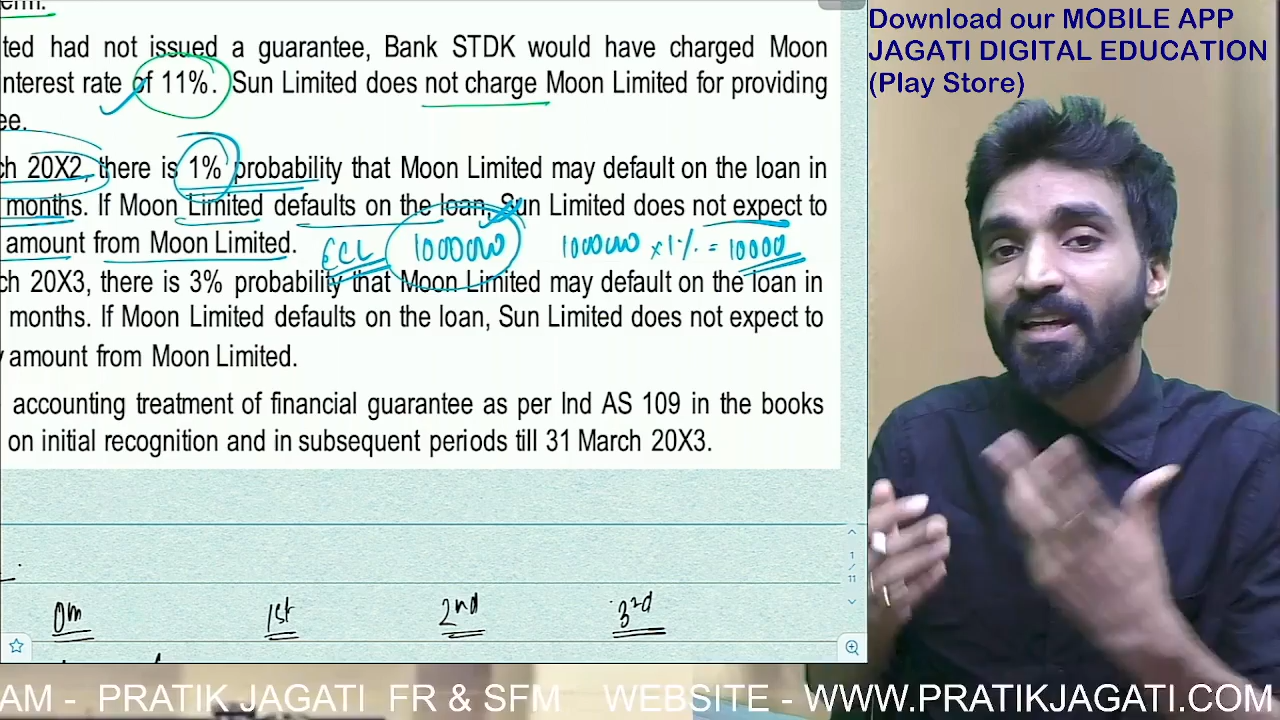 erm.
ted had not issued a guarantee, Bank STDK would have charged Moon
nterest rate of 11%. Sun Limited does not charge Moon Limited for providing
ee.
ch 20X2, there is 1% probability that Moon Limited may default on the loan in
months. If Moon Limited defaults on the loan, Sun Limited does not expect to
amount from Moon Limited.
ECL 1000000 1000000 x 1% = 10000
ch 20X3, there is 3% probability that Moon Limited may default on the loan in
months. If Moon Limited defaults on the loan, Sun Limited does not expect to
y amount from Moon Limited.
accounting treatment of financial guarantee as per Ind AS 109 in the books
on initial recognition and in subsequent periods till 31 March 20X3.
0m 1st 2nd 3rd
1
/
11
Download our MOBILE APP
JAGATI DIGITAL EDUCATION
(Play Store)
AM - PRATIK JAGATI FR & SFM WEBSITE - WWW.PRATIKJAGATI.COM